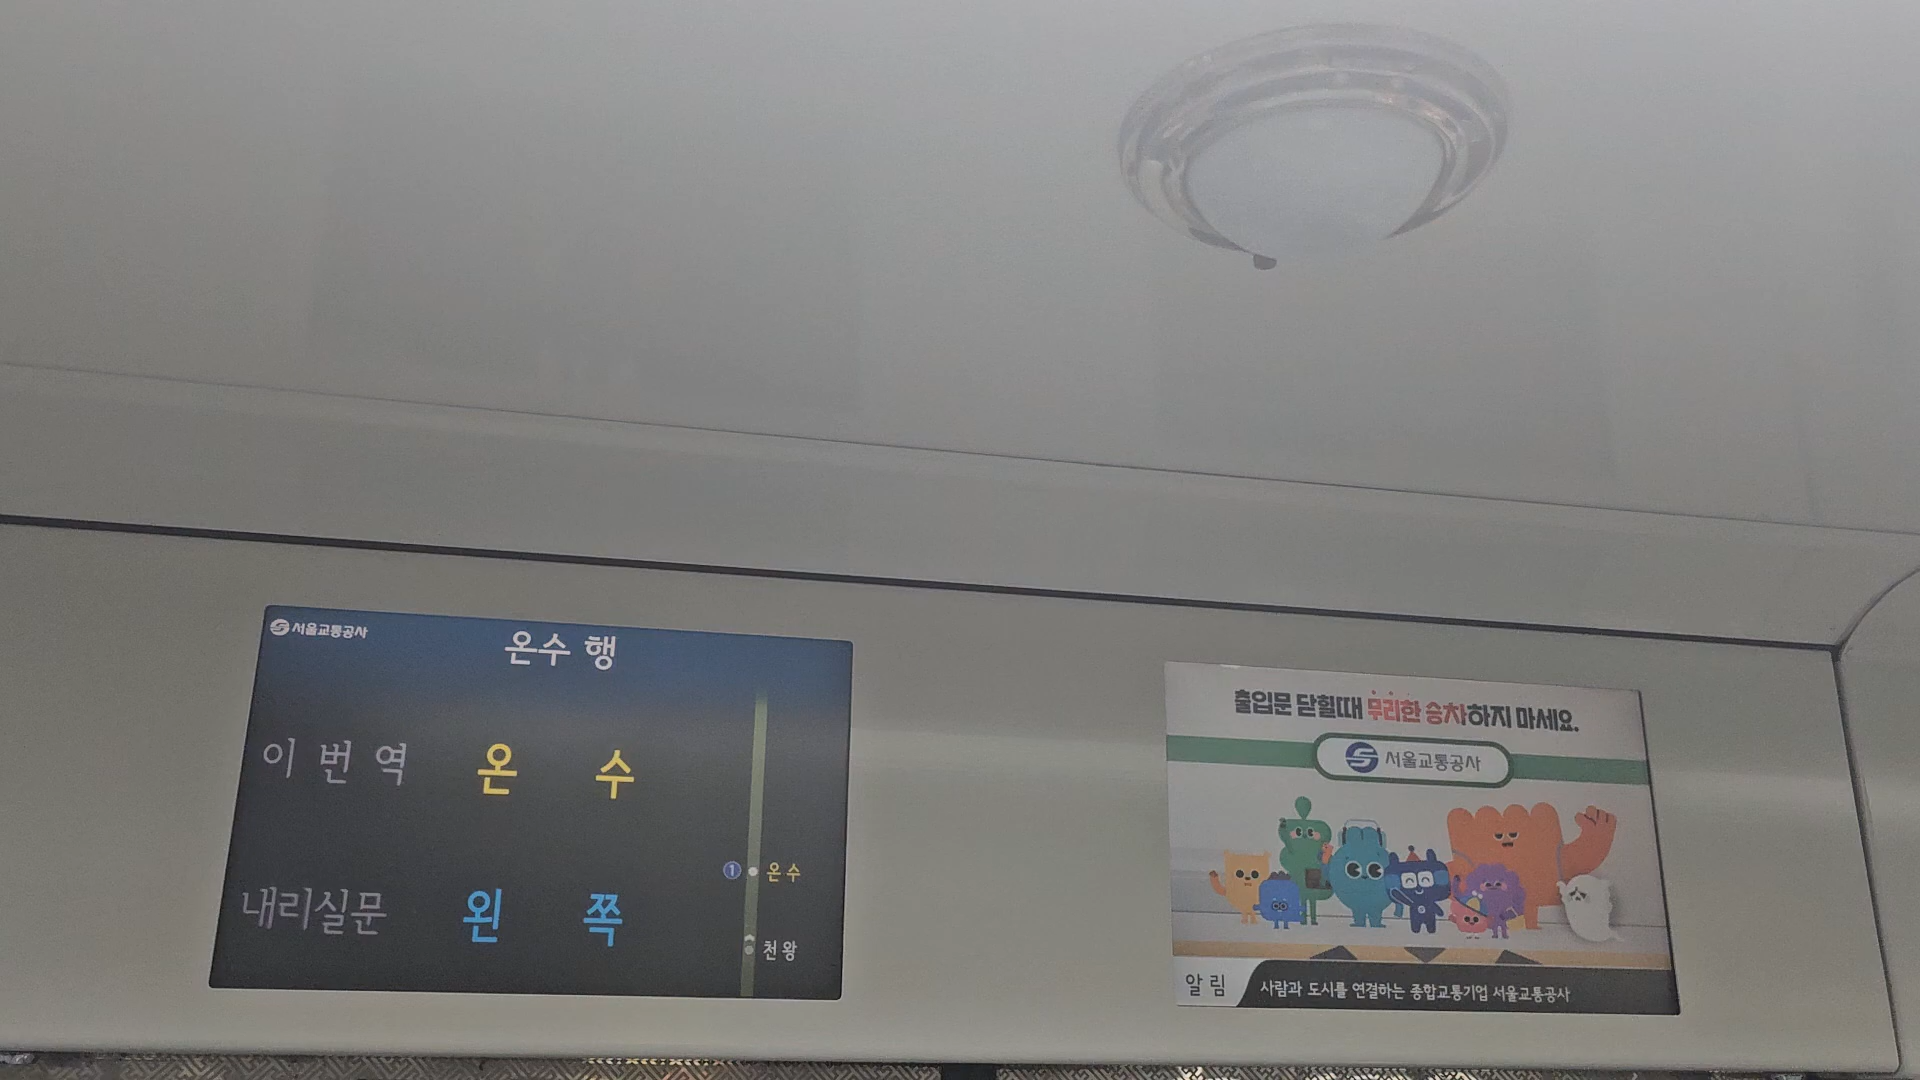 서울교통공사
온수 행
이번역 온수
내리실문 왼쪽
1 온수
천왕
출입문 닫힐때 무리한 승차하지 마세요.
서울교통공사
알림 사람과 도시를 연결하는 종합교통기업 서울교통공사